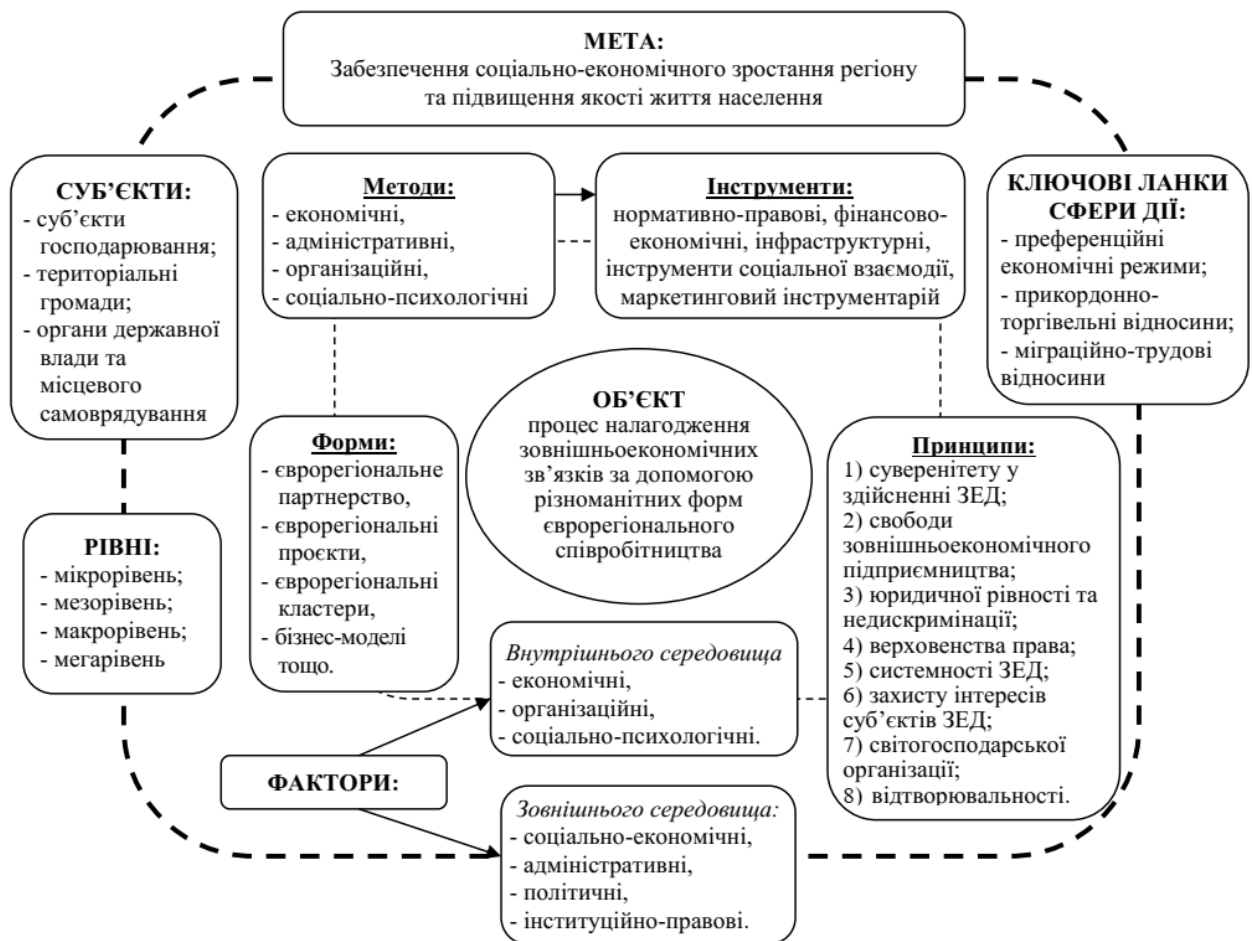 МЕТА:
Забезпечення соціально-економічного зростання регіону
та підвищення якості життя населення
СУБ’ЄКТИ:
- суб’єкти
господарювання;
- територіальні
громади;
- органи державної
влади та
місцевого
самоврядування
Методи:
- економічні,
- адміністративні,
- організаційні,
- соціально-психологічні
Інструменти:
нормативно-правові, фінансово-
економічні, інфраструктурні,
інструменти соціальної взаємодії,
маркетинговий інструментарій
КЛЮЧОВІ ЛАНКИ
СФЕРИ ДІЇ:
- преференційні
економічні режими;
- прикордонно-
торгівельні відносини;
- міграційно-трудові
відносини
РІВНІ:
- мікрорівень;
- мезорівень;
- макрорівень;
- мегарівень
Форми:
- єврорегіональне
партнерство,
- єврорегіональні
проєкти,
- єврорегіональні
кластери,
- бізнес-моделі
тощо.
ОБ’ЄКТ
процес налагодження
зовнішньоекономічних
зв’язків за допомогою
різноманітних форм
єврорегіонального
співробітництва
Принципи:
1) суверенітету у
здійсненні ЗЕД;
2) свободи
зовнішньоекономічного
підприємництва;
3) юридичної рівності та
недискримінації;
4) верховенства права;
5) системності ЗЕД;
6) захисту інтересів
суб’єктів ЗЕД;
7) світогосподарської
організації;
8) відтворювальності.
ФАКТОРИ:
Внутрішнього середовища
- економічні,
- організаційні,
- соціально-психологічні.
Зовнішнього середовища:
- соціально-економічні,
- адміністративні,
- політичні,
- інституційно-правові.